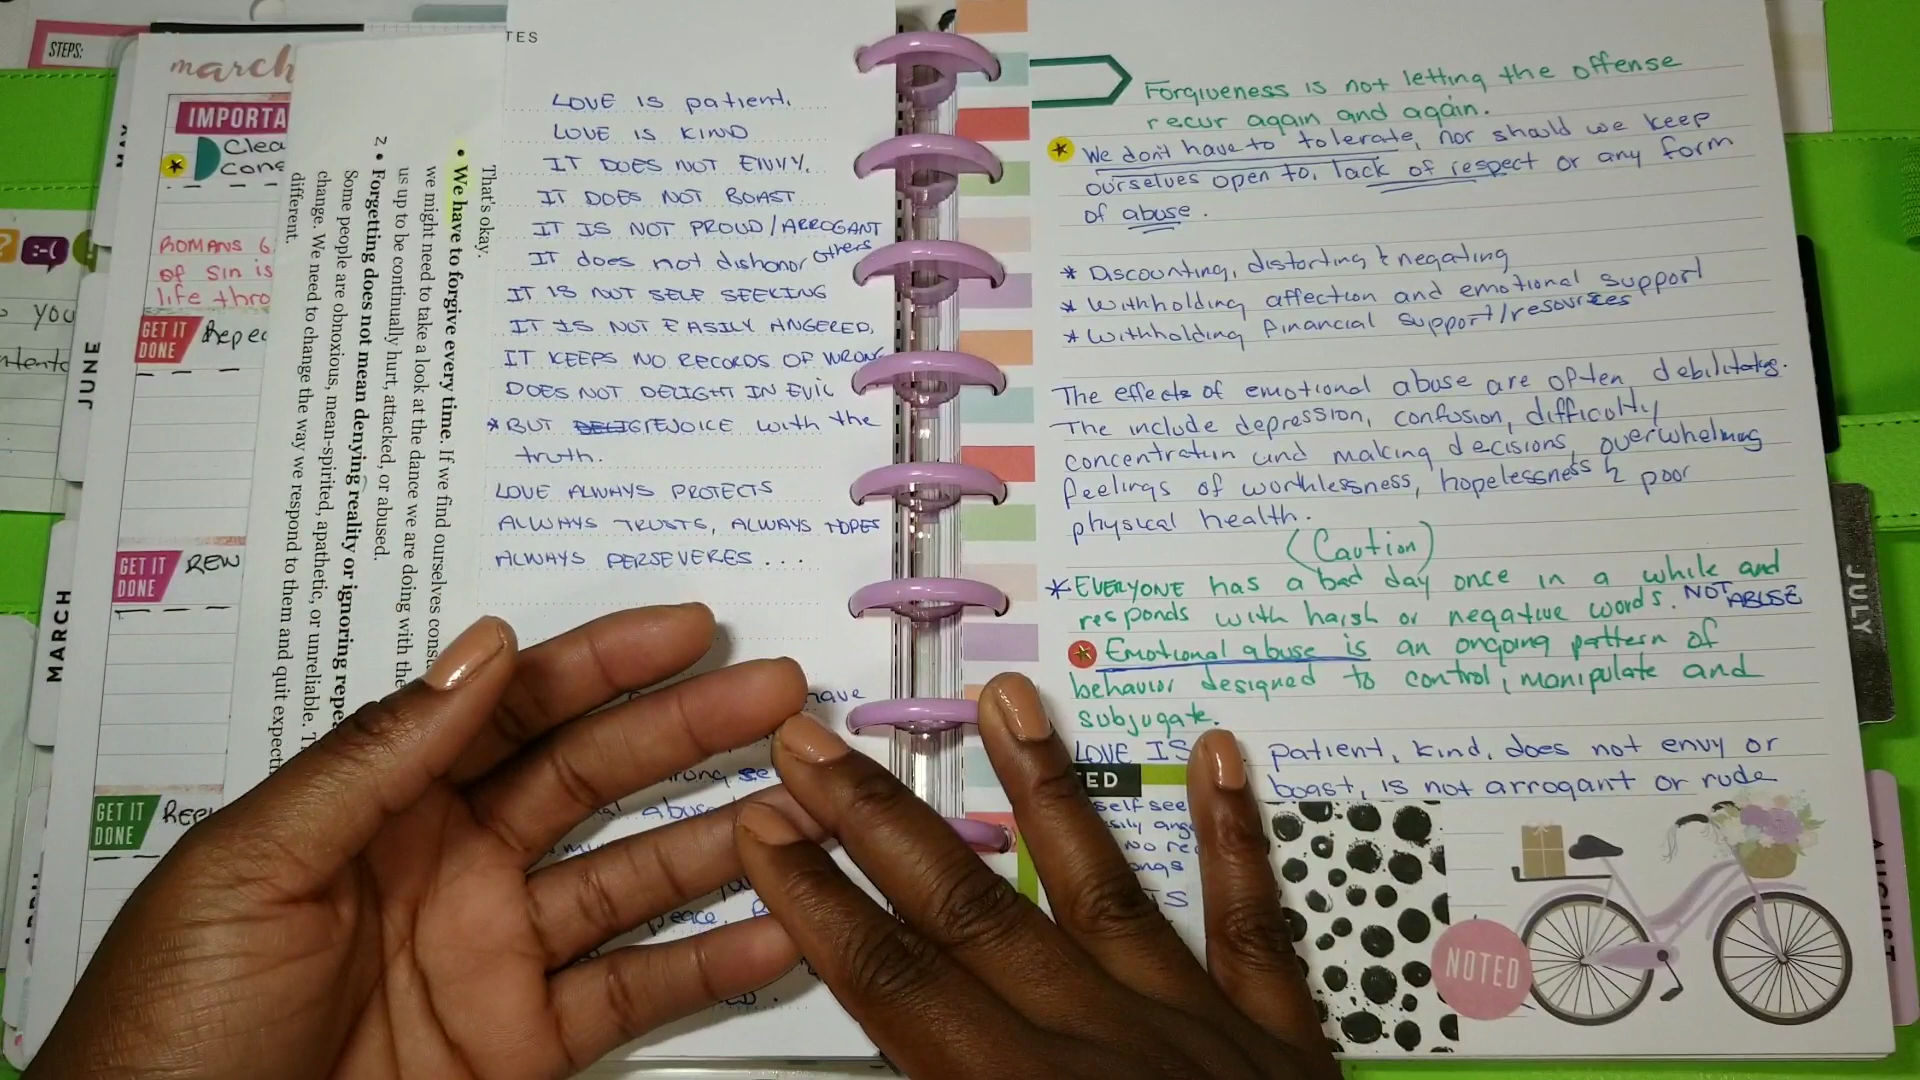 STEPS:
march
IMPORTA
Clea
conc
ROMANS 6
of sin is
life thro
GET IT
DONE
Repec
GET IT
DONE
REW
GET IT
DONE
you
JUNE
MARCH
That's okay.
• We have to forgive every time. If we find ourselves
we might need to take a look at the dance we are doing with the
us up to be continually hurt, attacked, or abused.
2 • Forgetting does not mean denying reality or ignoring
Some people are obnoxious, mean-spirited, apathetic, or unreliable.
change. We need to change the way we respond to them and quit
different.
TES
LOVE IS patient.
LOVE IS KIND
IT DOES NOT ENVY.
IT DOES NOT BOAST
IT IS NOT PROUD/ARROGANT
IT does not dishonor others
IT IS NOT SELF SEEKING
IT IS NOT EASILY ANGERED,
IT KEEPS NO RECORDS OF WRONG
DOES NOT DELIGHT IN EVIL
*BUT REJOICE with the
truth.
LOVE ALWAYS PROTECTS
ALWAYS TRUSTS, ALWAYS HOPES
ALWAYS PERSEVERES...
have
peace.
Forgiveness is not letting the offense
recur again and again.
We don't have to tolerate, nor should we keep
ourselves open to, lack of respect or any form
of abuse.
* Discounting, distorting & negating
* Withholding affection and emotional support
* Withholding financial support/resources
The effects of emotional abuse are often debilitating.
The include depression, confusion, difficulty
concentration and making decisions, overwhelming
feelings of worthlessness, hopelessness & poor
physical health.
(Caution)
*EVERYONE has a bad day once in a while and
responds with harsh or negative words. NOT ABUSE
Emotional abuse is an ongoing pattern of
behavior designed to control, manipulate and
subjugate.
LOVE IS patient, kind, does not envy or
boast, is not arrogant or rude
ED
self see
NOTED
JULY
AUGUST